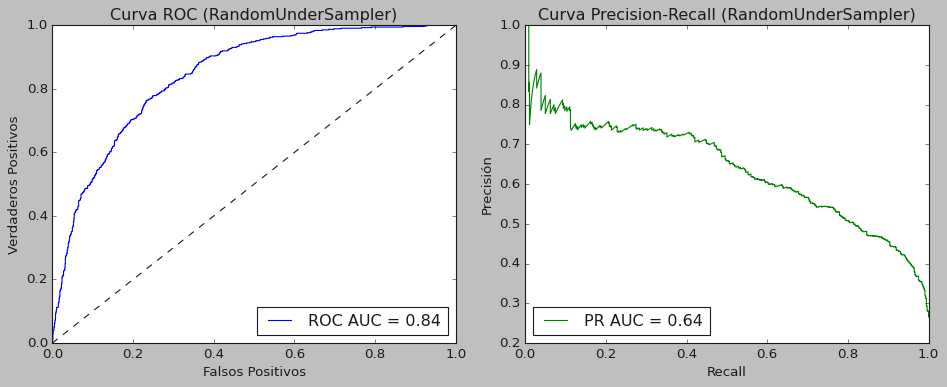 Curva ROC (RandomUnderSampler)
1.0
0.8
0.6
0.4
0.2
0.0
Verdaderos Positivos
0.0 0.2 0.4 0.6 0.8 1.0
Falsos Positivos
ROC AUC = 0.84
Curva Precision-Recall (RandomUnderSampler)
1.0
0.9
0.8
0.7
0.6
0.5
0.4
0.3
0.2
Precisión
0.0 0.2 0.4 0.6 0.8 1.0
Recall
PR AUC = 0.64